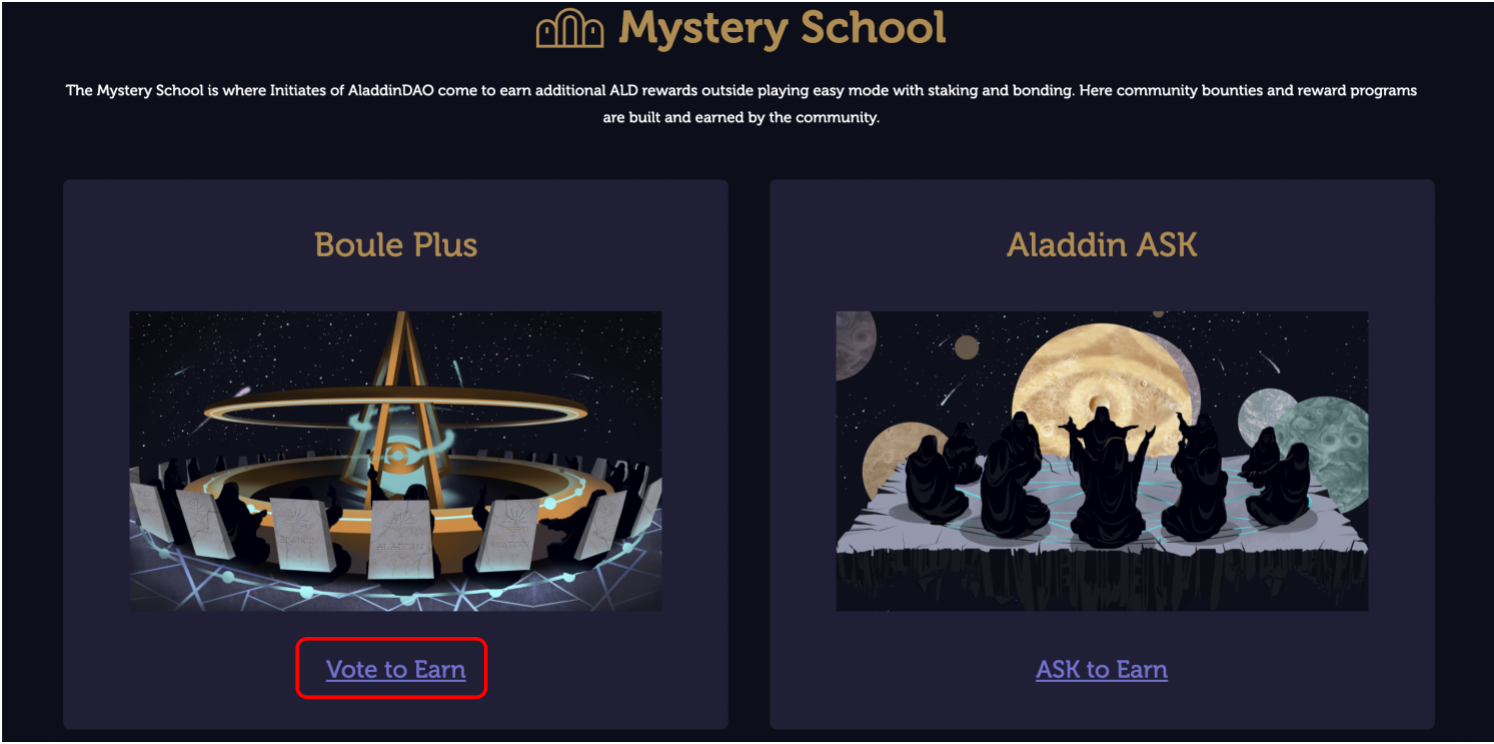 Mystery School
The Mystery School is where Initiates of AladdinDAO come to earn additional ALD rewards outside playing easy mode with staking and bonding. Here community bounties and reward programs
are built and earned by the community.
Boule Plus
Aladdin ASK
Vote to Earn
ASK to Earn